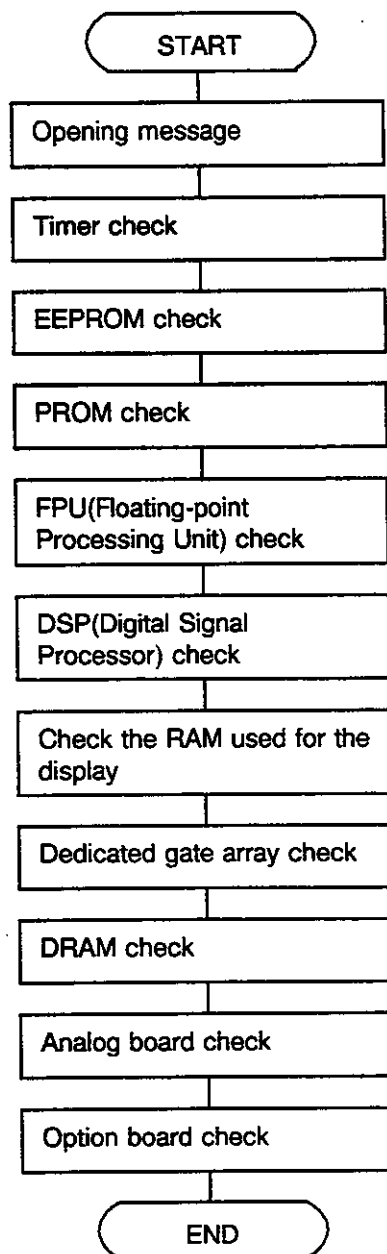 START
Opening message
Timer check
EEPROM check
PROM check
FPU(Floating-point
Processing Unit) check
DSP(Digital Signal
Processor) check
Check the RAM used for the
display
Dedicated gate array check
DRAM check
Analog board check
Option board check
END